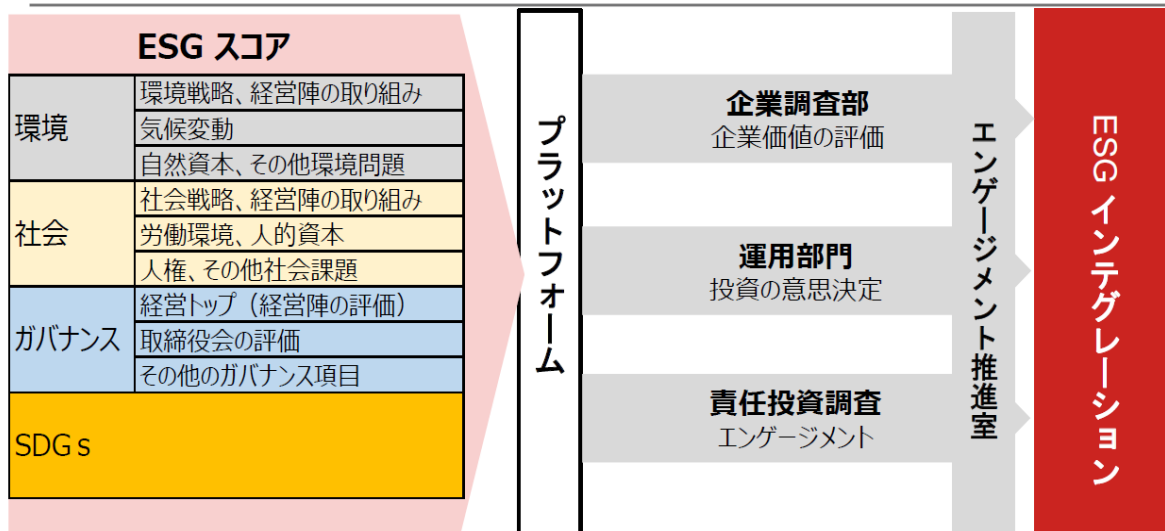 ESG スコア
環境
環境戦略、経営陣の取り組み
気候変動
自然資本、その他環境問題
社会
社会戦略、経営陣の取り組み
労働環境、人的資本
人権、その他社会課題
ガバナンス
経営トップ（経営陣の評価）
取締役会の評価
その他のガバナンス項目
SDGs
プラットフォーム
企業調査部
企業価値の評価
運用部門
投資の意思決定
責任投資調査
エンゲージメント
エンゲージメント推進室
ESG インテグレーション